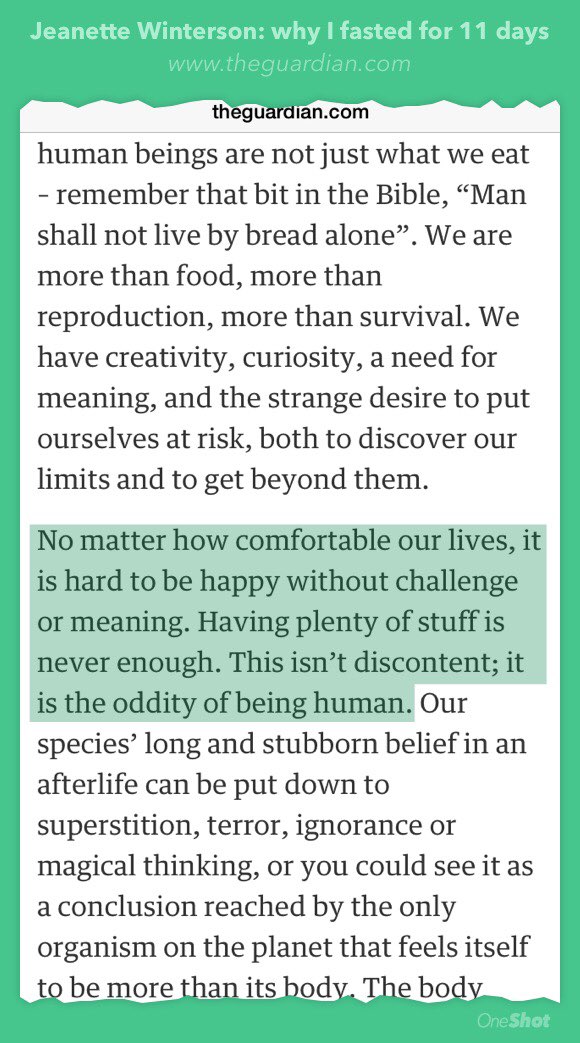 Jeanette Winterson: why I fasted for 11 days
www.theguardian.com
theguardian.com
human beings are not just what we eat
– remember that bit in the Bible, “Man
shall not live by bread alone”. We are
more than food, more than
reproduction, more than survival. We
have creativity, curiosity, a need for
meaning, and the strange desire to put
ourselves at risk, both to discover our
limits and to get beyond them.
No matter how comfortable our lives, it
is hard to be happy without challenge
or meaning. Having plenty of stuff is
never enough. This isn’t discontent; it
is the oddity of being human. Our
species’ long and stubborn belief in an
afterlife can be put down to
superstition, terror, ignorance or
magical thinking, or you could see it as
a conclusion reached by the only
organism on the planet that feels itself
to be more than its body. The body
OneShot